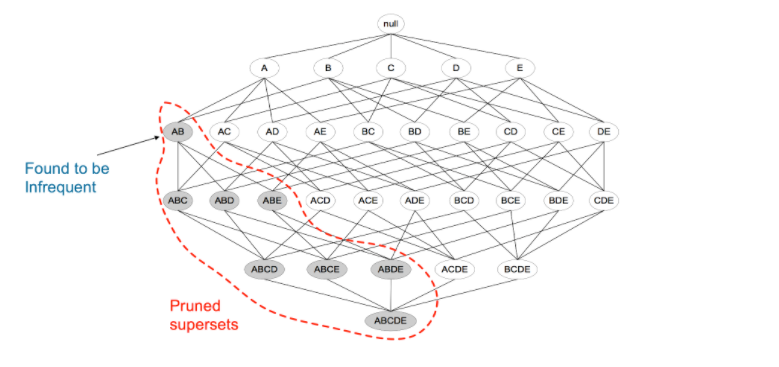 null
A B C D E
AB AC AD AE BC BD BE CD CE DE
Found to be
Infrequent
ABC ABD ABE ACD ACE ADE BCD BCE BDE CDE
ABCD ABCE ABDE ACDE BCDE
Pruned
supersets
ABCDE